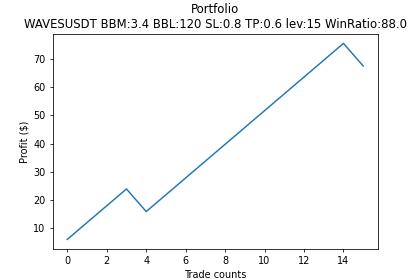 Portfolio
WAVESUSDT BBM:3.4 BBL:120 SL:0.8 TP:0.6 lev:15 WinRatio:88.0
Profit ($)
70
60
50
40
30
20
10
0 2 4 6 8 10 12 14
Trade counts